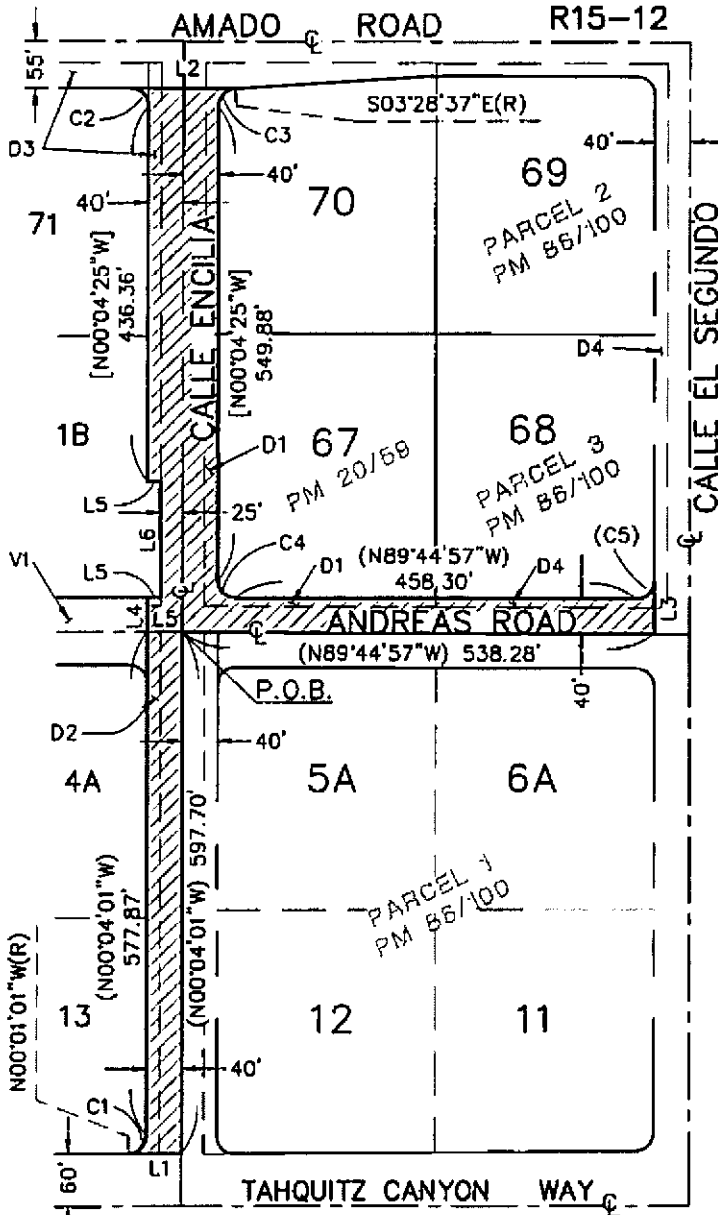 R15-12
AMADO ℄ ROAD
55'
L2
S03°28'37"E(R)
C2
C3
D3
40'
40'
40'
71
70
69
PARCEL 2
PM 86/100
[N00°04'25"W]
436.36'
CALLE ENCILIA
[N00°04'25"W]
549.88'
CALLE EL SEGUNDO
℄
D4
1B
67
68
D1
PM 20/69
PARCEL 3
PM 86/100
L5
L6
25'
V1
L5
C4
(N89°44'57"W)
458.30'
(C5)
D1
D4
L4
℄
L5
℄
ANDREAS ROAD
L3
(N89°44'57"W) 538.28'
P.O.B.
40'
D2
40'
4A
5A
6A
(N00°04'01"W)
577.87'
(N00°04'01"W) 597.70'
PARCEL 1
PM 86/100
N00°01'01"W(R)
13
12
11
40'
C1
L1
60'
TAHQUITZ CANYON WAY ℄